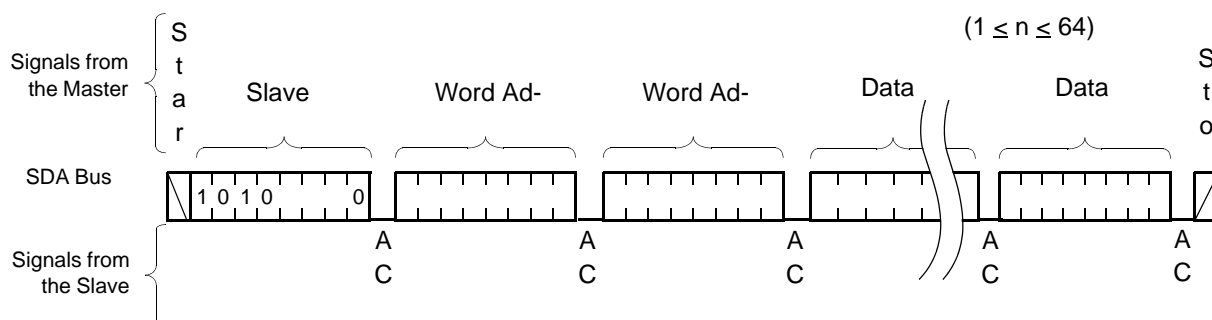 (1 ≤ n ≤ 64)
Signals from
the Master
S
t
a
r
Slave
Word Ad-
Word Ad-
Data
Data
S
t
o
SDA Bus
1 0 1 0 0
Signals from
the Slave
A
C
A
C
A
C
A
C
A
C